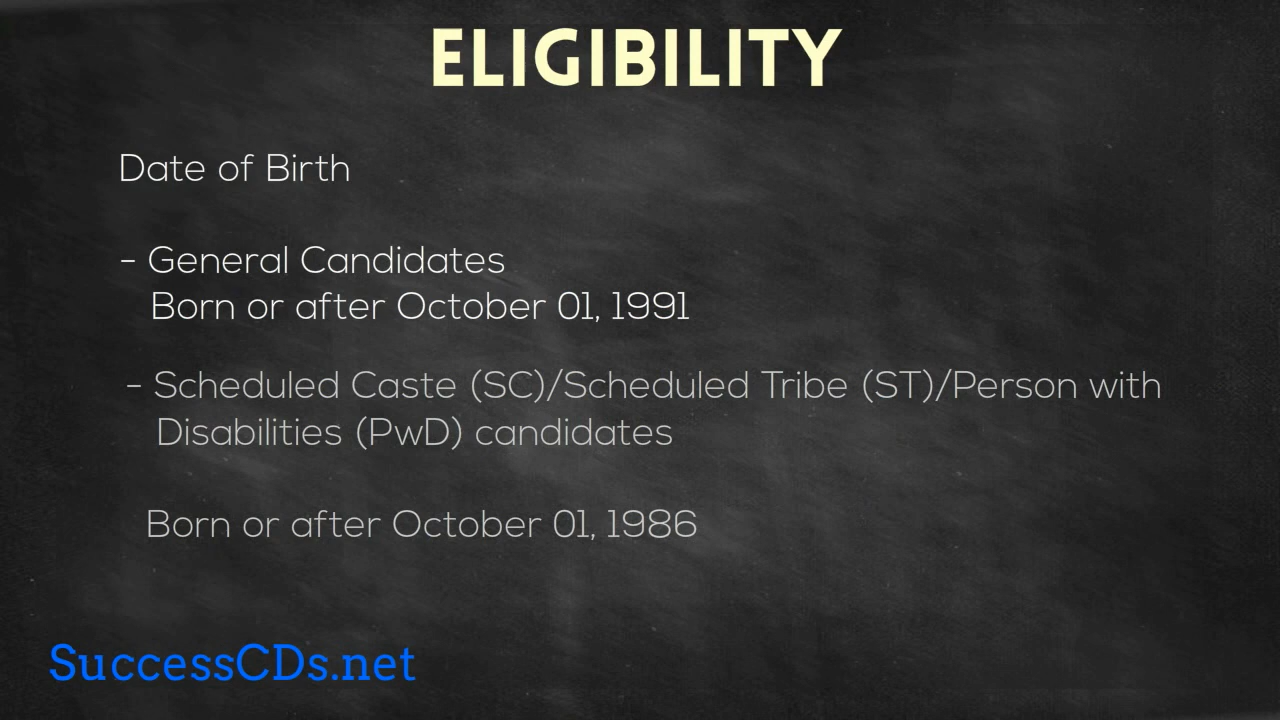 ELIGIBILITY
Date of Birth
- General Candidates
Born or after October 01, 1991
- Scheduled Caste (SC)/Scheduled Tribe (ST)/Person with
Disabilities (PwD) candidates
Born or after October 01, 1986
SuccessCDs.net